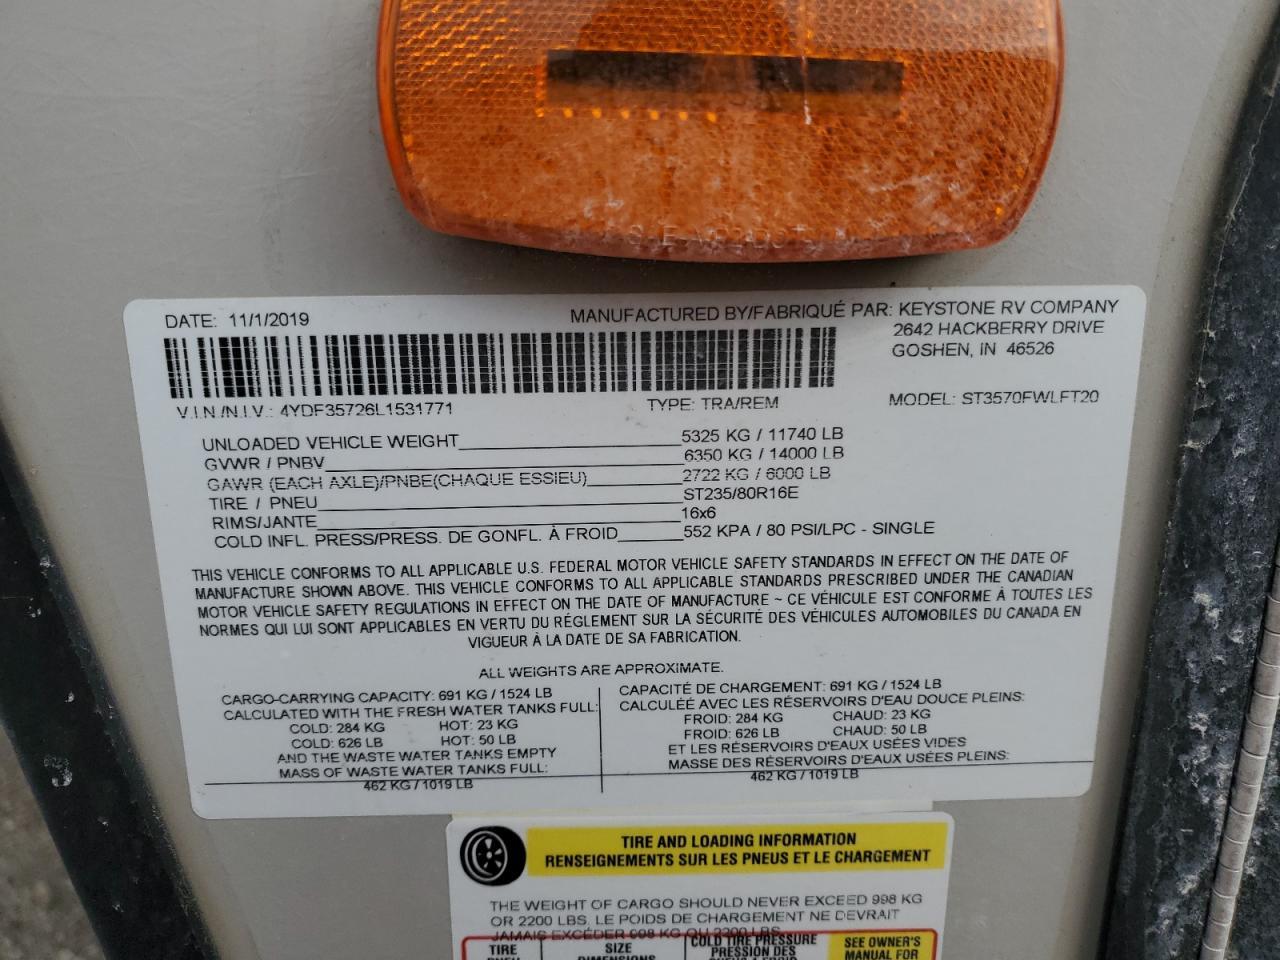 DATE: 11/1/2019
MANUFACTURED BY/FABRIQUÉ PAR: KEYSTONE RV COMPANY
2642 HACKBERRY DRIVE
GOSHEN, IN 46526
V.I.N./N.I.V.: 4YDF35726L1531771
TYPE: TRA/REM
MODEL: ST3570FWLFT20
UNLOADED VEHICLE WEIGHT 5325 KG / 11740 LB
GVWR / PNBV 6350 KG / 14000 LB
GAWR (EACH AXLE)/PNBE(CHAQUE ESSIEU) 2722 KG / 6000 LB
TIRE / PNEU ST235/80R16E
RIMS/JANTE 16x6
COLD INFL. PRESS/PRESS. DE GONFL. À FROID 552 KPA / 80 PSI/LPC - SINGLE
THIS VEHICLE CONFORMS TO ALL APPLICABLE U.S. FEDERAL MOTOR VEHICLE SAFETY STANDARDS IN EFFECT ON THE DATE OF
MANUFACTURE SHOWN ABOVE. THIS VEHICLE CONFORMS TO ALL APPLICABLE STANDARDS PRESCRIBED UNDER THE CANADIAN
MOTOR VEHICLE SAFETY REGULATIONS IN EFFECT ON THE DATE OF MANUFACTURE ~ CE VÉHICULE EST CONFORME À TOUTES LES
NORMES QUI LUI SONT APPLICABLES EN VERTU DU RÉGLEMENT SUR LA SÉCURITÉ DES VÉHICULES AUTOMOBILES DU CANADA EN
VIGUEUR À LA DATE DE SA FABRICATION.
ALL WEIGHTS ARE APPROXIMATE.
CARGO-CARRYING CAPACITY: 691 KG / 1524 LB
CALCULATED WITH THE FRESH WATER TANKS FULL:
COLD: 284 KG HOT: 23 KG
COLD: 626 LB HOT: 50 LB
AND THE WASTE WATER TANKS EMPTY
MASS OF WASTE WATER TANKS FULL:
462 KG / 1019 LB
CAPACITÉ DE CHARGEMENT: 691 KG / 1524 LB
CALCULÉE AVEC LES RÉSERVOIRS D'EAU DOUCE PLEINS:
FROID: 284 KG CHAUD: 23 KG
FROID: 626 LB CHAUD: 50 LB
ET LES RÉSERVOIRS D'EAUX USÉES VIDES
MASSE DES RÉSERVOIRS D'EAUX USÉES PLEINS:
462 KG / 1019 LB
TIRE AND LOADING INFORMATION
RENSEIGNEMENTS SUR LES PNEUS ET LE CHARGEMENT
THE WEIGHT OF CARGO SHOULD NEVER EXCEED 998 KG
OR 2200 LBS. LE POIDS DE CHARGEMENT NE DEVRAIT
JAMAIS EXCÉDER 998 KG OU 2200 LBS.
TIRE
SIZE
DIMENSIONS
COLD TIRE PRESSURE
PRESSION DES
SEE OWNER'S
MANUAL FOR